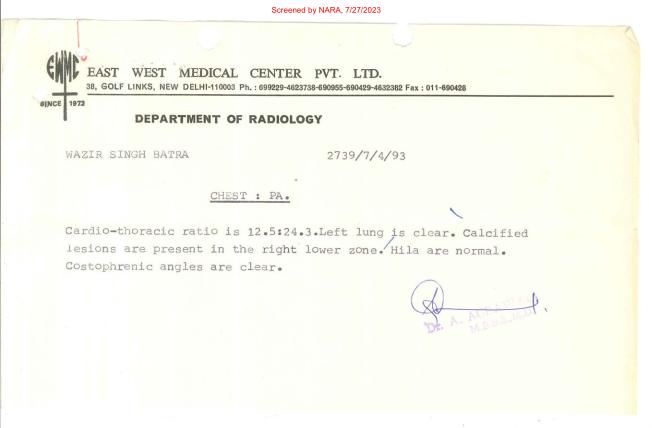 Screened by NARA, 7/27/2023
EWMC
EAST WEST MEDICAL CENTER PVT. LTD.
38, GOLF LINKS, NEW DELHI-110003 Ph. : 699229-4623738-690955-690429-4632382 Fax : 011-690428
SINCE 1973
DEPARTMENT OF RADIOLOGY
WAZIR SINGH BATRA 2739/7/4/93
CHEST : PA.
Cardio-thoracic ratio is 12.5:24.3.Left lung is clear. Calcified
lesions are present in the right lower zone. Hila are normal.
Costophrenic angles are clear.
Dr. A.
M.B.B.S., M.D.